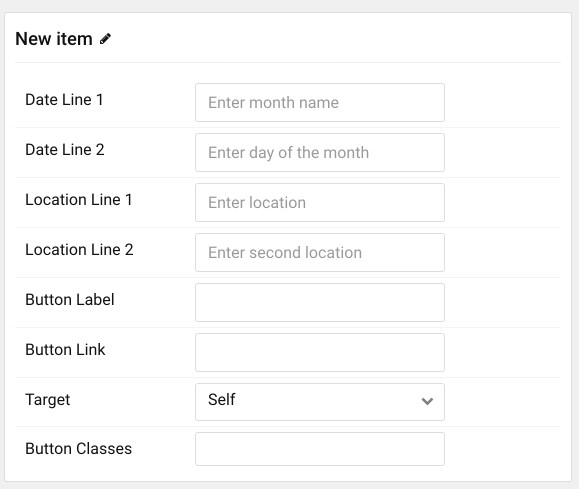 New item
Date Line 1
Enter month name
Date Line 2
Enter day of the month
Location Line 1
Enter location
Location Line 2
Enter second location
Button Label
Button Link
Target
Self
Button Classes